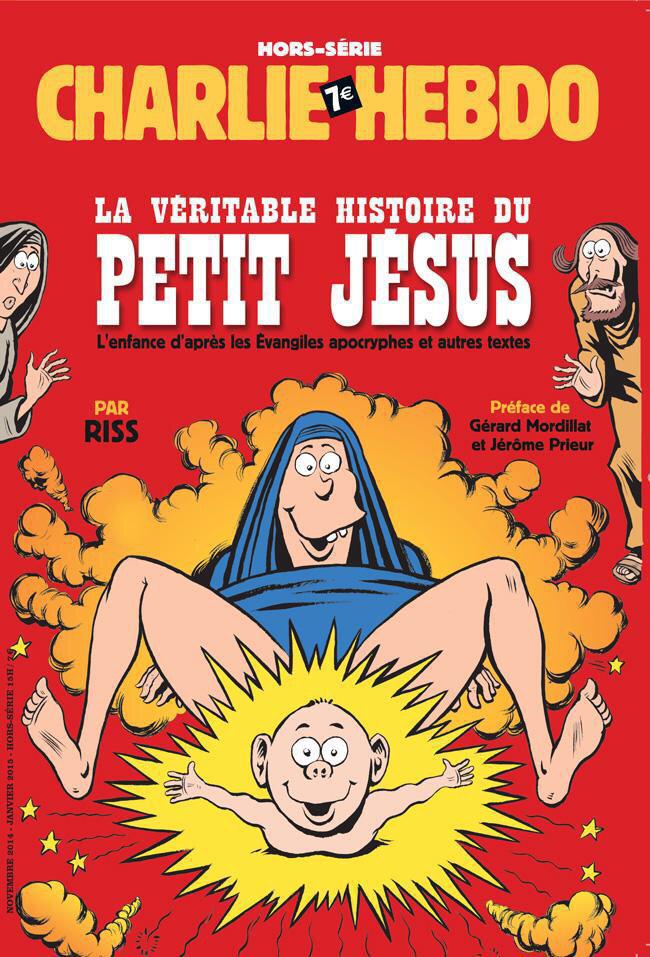 HORS-SÉRIE
CHARLIE HEBDO
7€
LA VÉRITABLE HISTOIRE DU
PETIT JÉSUS
L'enfance d'après les Évangiles apocryphes et autres textes
PAR
RISS
Préface de
Gérard Mordillat
et Jérôme Prieur
NOVEMBRE 2014 - JANVIER 2015 - HORS-SÉRIE 15H /